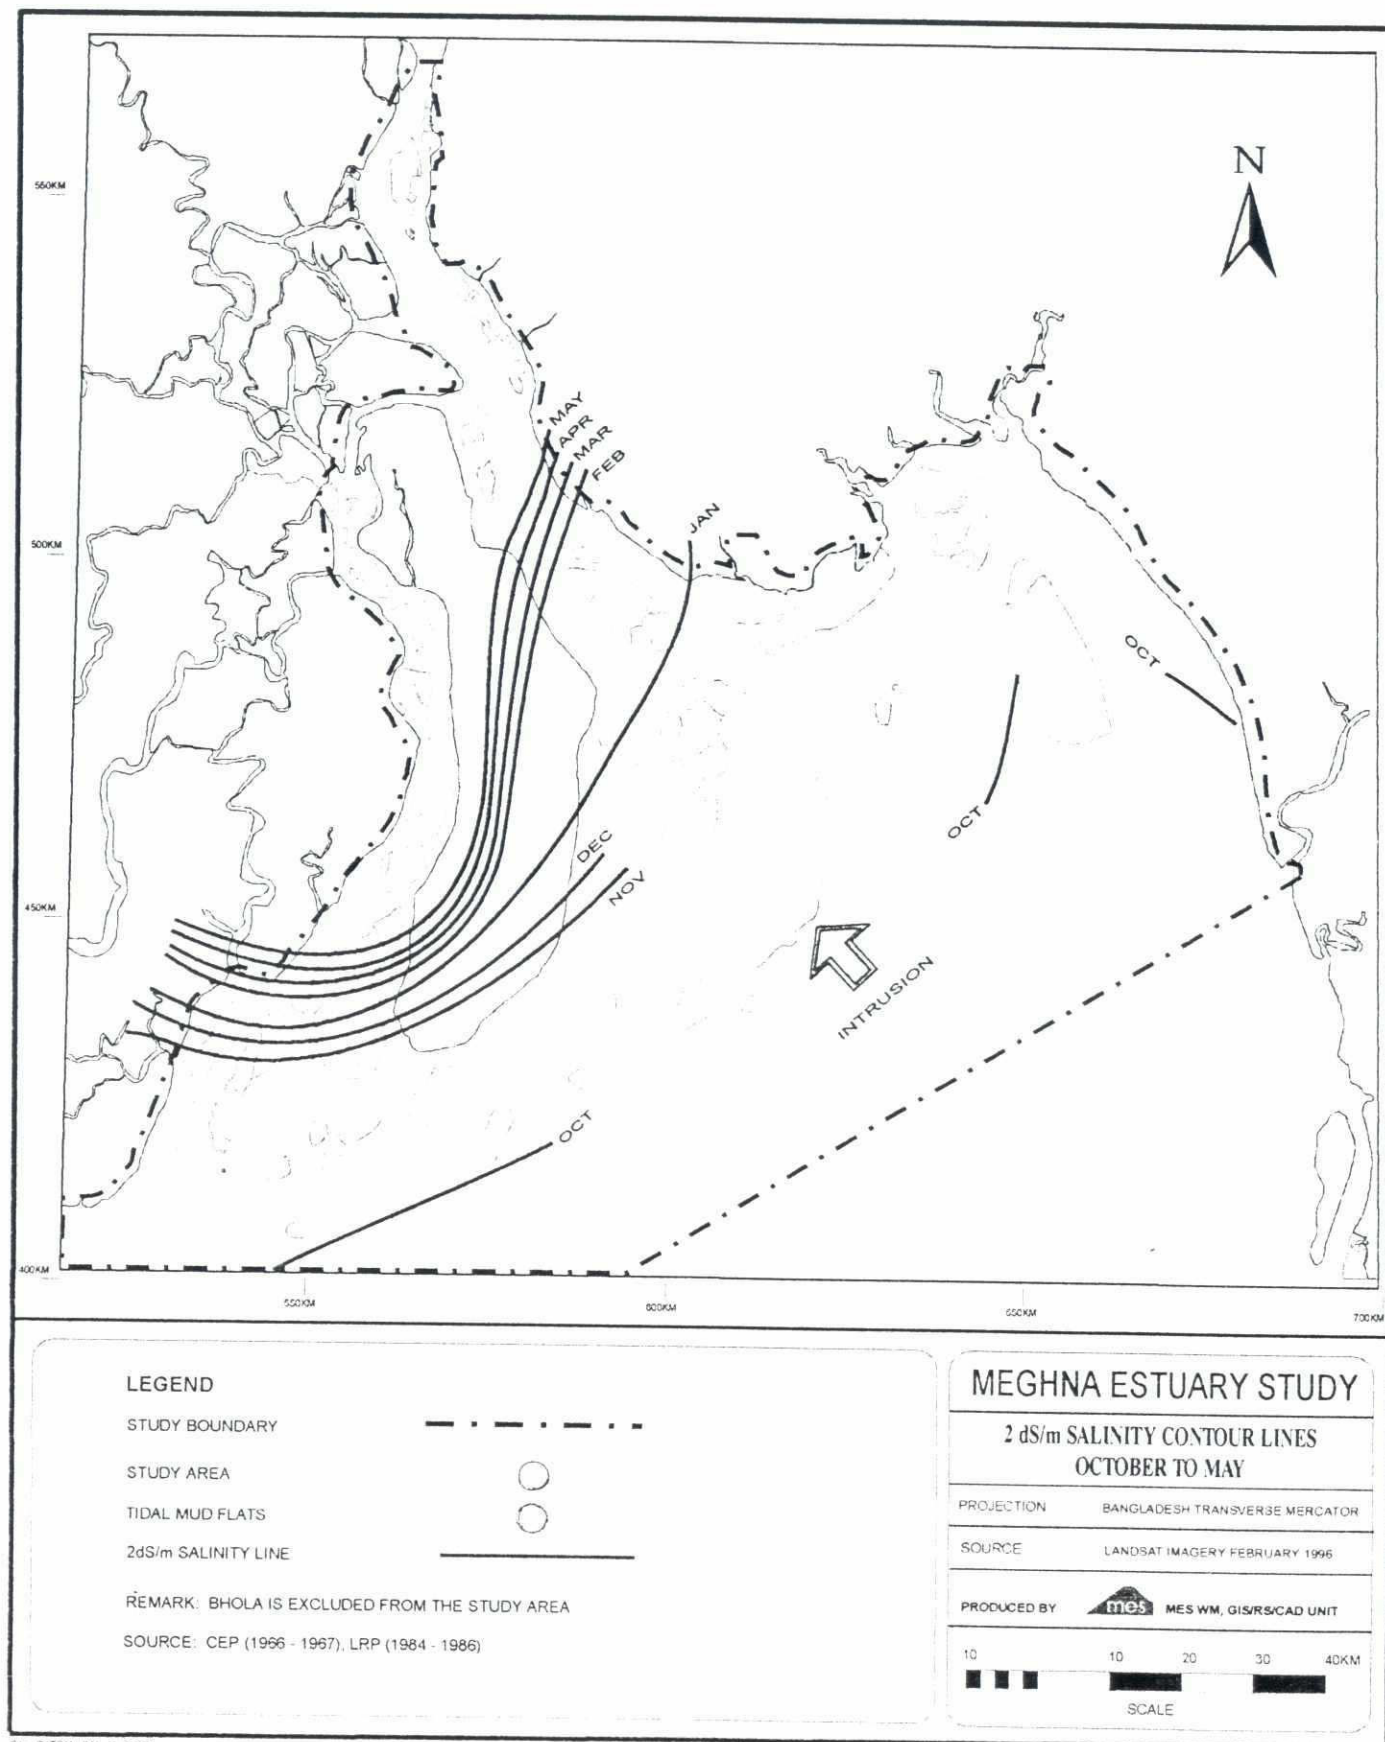 N
550KM
500KM
450KM
400KM
550KM
600KM
650KM
700KM
MAY
APR
MAR
FEB
JAN
OCT
OCT
DEC
NOV
INTRUSION
OCT
LEGEND
STUDY BOUNDARY
STUDY AREA
TIDAL MUD FLATS
2dS/m SALINITY LINE
REMARK: BHOLA IS EXCLUDED FROM THE STUDY AREA
SOURCE: CEP (1966 - 1967), LRP (1984 - 1986)
MEGHNA ESTUARY STUDY
2 dS/m SALINITY CONTOUR LINES
OCTOBER TO MAY
PROJECTION BANGLADESH TRANSVERSE MERCATOR
SOURCE LANDSAT IMAGERY FEBRUARY 1996
PRODUCED BY mes MES WM, GIS/RS/CAD UNIT
10 10 20 30 40KM
SCALE